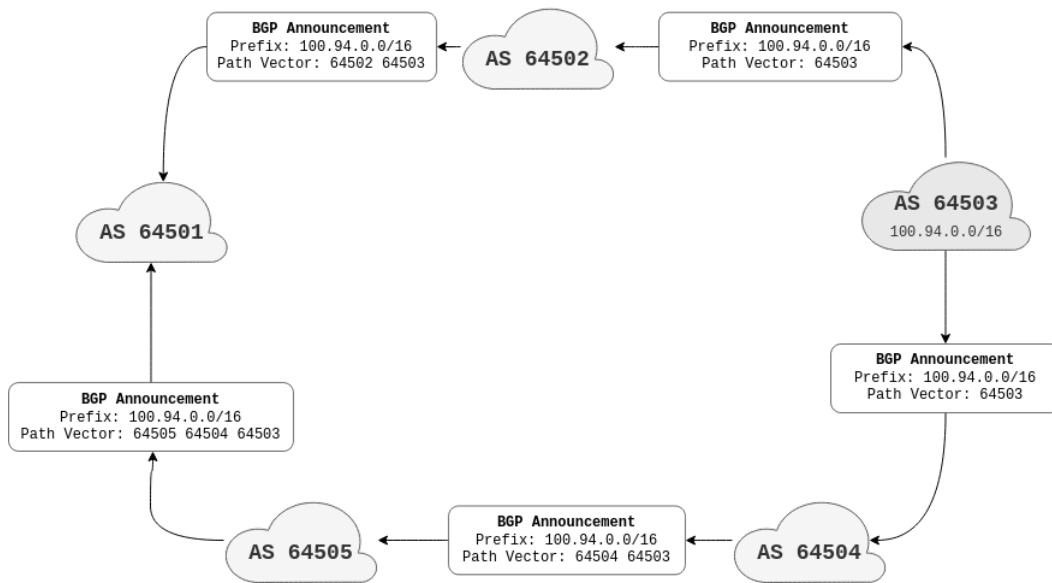 BGP Announcement
Prefix: 100.94.0.0/16
Path Vector: 64502 64503
AS 64502
BGP Announcement
Prefix: 100.94.0.0/16
Path Vector: 64503
AS 64501
AS 64503
100.94.0.0/16
BGP Announcement
Prefix: 100.94.0.0/16
Path Vector: 64503
BGP Announcement
Prefix: 100.94.0.0/16
Path Vector: 64505 64504 64503
AS 64505
BGP Announcement
Prefix: 100.94.0.0/16
Path Vector: 64504 64503
AS 64504